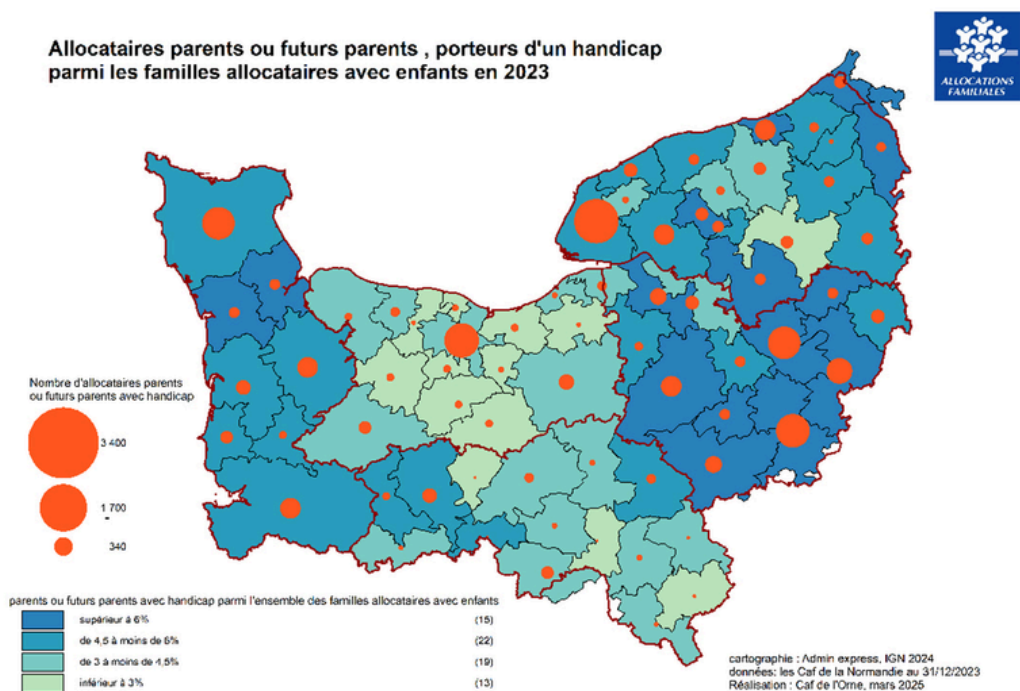 Allocataires parents ou futurs parents , porteurs d'un handicap
parmi les familles allocataires avec enfants en 2023
ALLOCATIONS
FAMILIALES
Nombre d'allocataires parents
ou futurs parents avec handicap
3 400
1 700
340
parents ou futurs parents avec handicap parmi l'ensemble des familles allocataires avec enfants
supérieur à 6% (15)
de 4,5 à moins de 6% (22)
de 3 à moins de 4,5% (19)
inférieur à 3% (13)
cartographie : Admin express, IGN 2024
données: les Caf de la Normandie au 31/12/2023
Réalisation : Caf de l'Orne, mars 2025